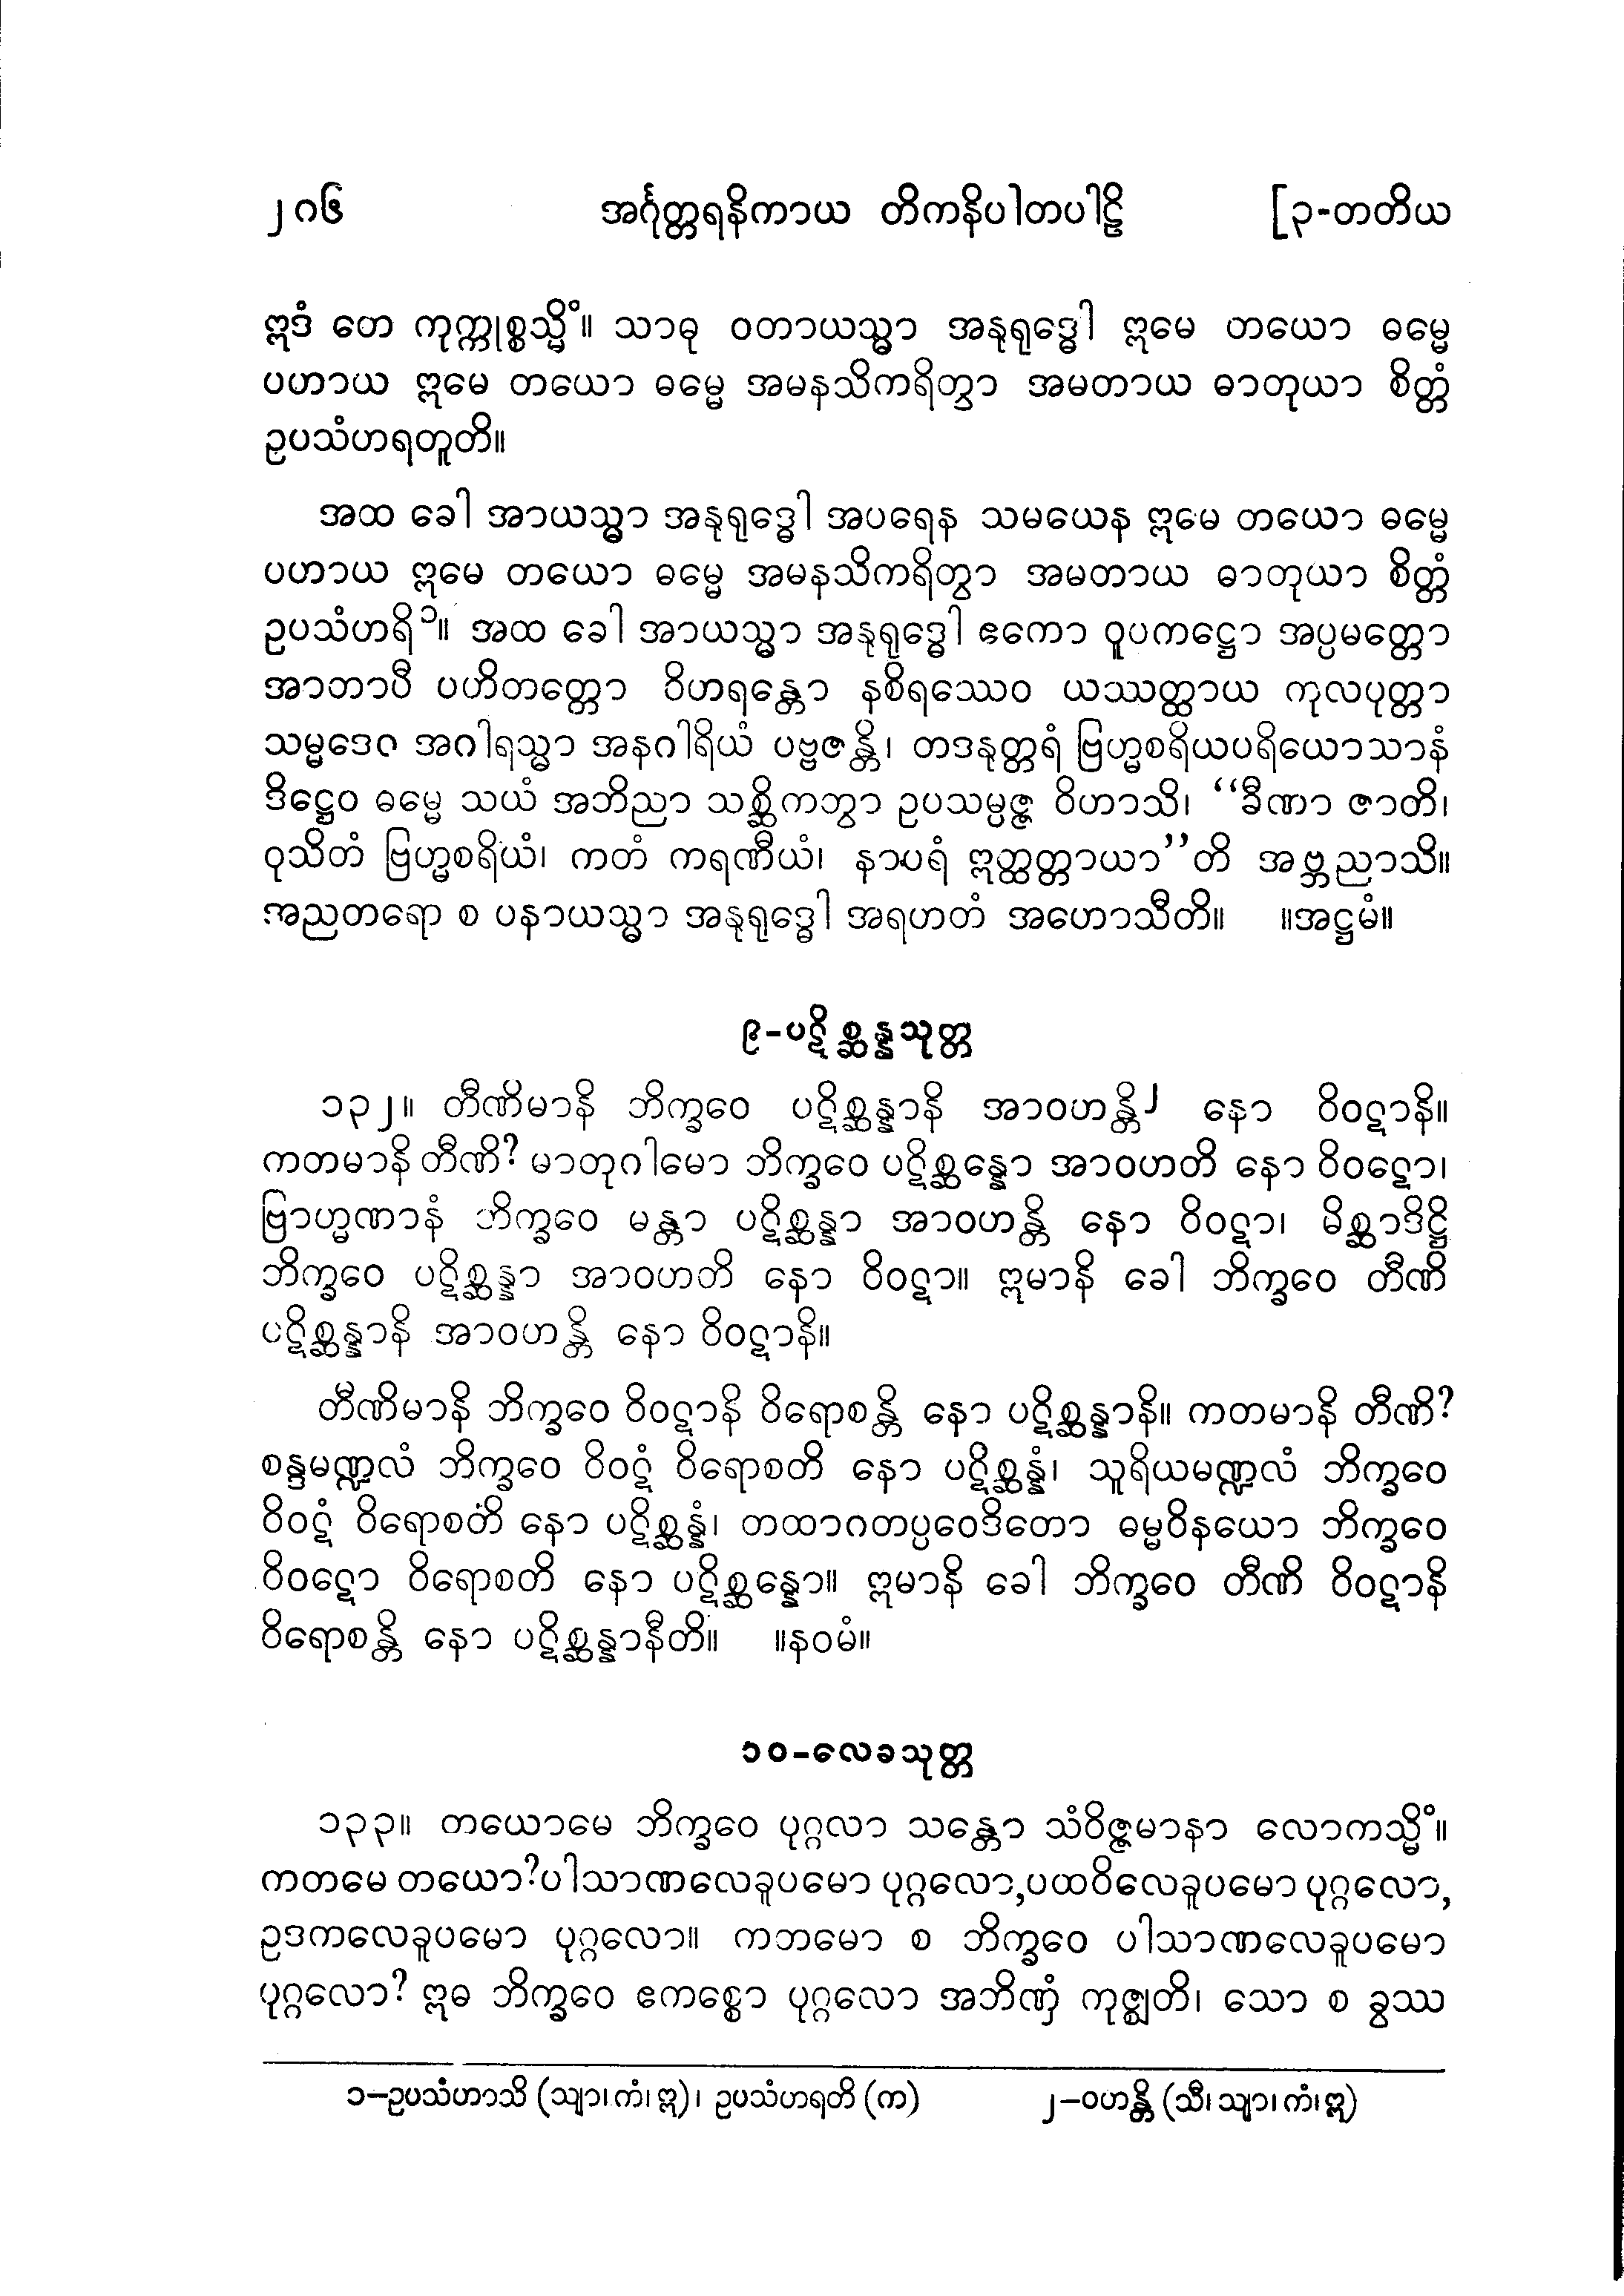 ၂၈၆ အင်္ဂုတ္တရနိကာယ တိကနိပါတပါဠိ [၃-တတိယ
ဣဒံ တေ ကုက္ကုစ္စသ္မိံ။ သာဓု ဝတာယသ္မာ အနုရုဒ္ဓေါ ဣမေ တယော ဓမ္မေ
ပဟာယ ဣမေ တယော ဓမ္မေ အမနသိကရိတွာ အမတာယ ဓာတုယာ စိတ္တံ
ဥပသံဟရတူတိ။
အထ ခေါ အာယသ္မာ အနုရုဒ္ဓေါ အပရေန သမယေန ဣမေ တယော ဓမ္မေ
ပဟာယ ဣမေ တယော ဓမ္မေ အမနသိကရိတွာ အမတာယ ဓာတုယာ စိတ္တံ
ဥပသံဟရိ၁။ အထ ခေါ အာယသ္မာ အနုရုဒ္ဓေါ ဧကော ဝူပကဋ္ဌော အပ္ပမတ္တော
အာတာပီ ပဟိတတ္တော ဝိဟရန္တော နစိရဿေဝ ယဿတ္ထာယ ကုလပုတ္တာ
သမ္မဒေဝ အဂါရသ္မာ အနဂါရိယံ ပဗ္ဗဇန္တိ၊ တဒနုတ္တရံ ဗြဟ္မစရိယပရိယောသာနံ
ဒိဋ္ဌေဝ ဓမ္မေ သယံ အဘိညာ သစ္ဆိကတွာ ဥပသမ္ပဇ္ဇ ဝိဟာသိ၊ “ခီဏာ ဇာတိ၊
ဝုသိတံ ဗြဟ္မစရိယံ၊ ကတံ ကရဏီယံ၊ နာပရံ ဣတ္ထတ္တာယာ”တိ အဗ္ဘညာသိ။
အညတရော စ ပနာယသ္မာ အနုရုဒ္ဓေါ အရဟတံ အဟောသီတိ။ ။အဋ္ဌမံ။
၉-ပဋိစ္ဆန္နသုတ္တ
၁၃၂။ တီဏိမာနိ ဘိက္ခဝေ ပဋိစ္ဆန္နာနိ အာဝဟန္တိ၂ နော ဝိဝဋာနိ။
ကတမာနိ တီဏိ? မာတုဂါမော ဘိက္ခဝေ ပဋိစ္ဆန္နော အာဝဟတိ နော ဝိဝဋော၊
ဗြာဟ္မဏာနံ ဘိက္ခဝေ မန္တာ ပဋိစ္ဆန္နာ အာဝဟန္တိ နော ဝိဝဋာ၊ မိစ္ဆာဒိဋ္ဌိ
ဘိက္ခဝေ ပဋိစ္ဆန္နာ အာဝဟတိ နော ဝိဝဋာ။ ဣမာနိ ခေါ ဘိက္ခဝေ တီဏိ
ပဋိစ္ဆန္နာနိ အာဝဟန္တိ နော ဝိဝဋာနိ။
တီဏိမာနိ ဘိက္ခဝေ ဝိဝဋာနိ ဝိရောစန္တိ နော ပဋိစ္ဆန္နာနိ။ ကတမာနိ တီဏိ?
စန္ဒမဏ္ဍလံ ဘိက္ခဝေ ဝိဝဋံ ဝိရောစတိ နော ပဋိစ္ဆန္နံ၊ သူရိယမဏ္ဍလံ ဘိက္ခဝေ
ဝိဝဋံ ဝိရောစတိ နော ပဋိစ္ဆန္နံ၊ တထာဂတပ္ပဝေဒိတော ဓမ္မဝိနယော ဘိက္ခဝေ
ဝိဝဋော ဝိရောစတိ နော ပဋိစ္ဆန္နော။ ဣမာနိ ခေါ ဘိက္ခဝေ တီဏိ ဝိဝဋာနိ
ဝိရောစန္တိ နော ပဋိစ္ဆန္နာနီတိ။ ။နဝမံ။
၁၀-လေခသုတ္တ
၁၃၃။ တယောမေ ဘိက္ခဝေ ပုဂ္ဂလာ သန္တော သံဝိဇ္ဇမာနာ လောကသ္မိံ။
ကတမေ တယော?ပါသာဏလေခူပမော ပုဂ္ဂလော,ပထဝိလေခူပမော ပုဂ္ဂလော,
ဥဒကလေခူပမော ပုဂ္ဂလော။ ကတမော စ ဘိက္ခဝေ ပါသာဏလေခူပမော
ပုဂ္ဂလော? ဣဓ ဘိက္ခဝေ ဧကစ္စော ပုဂ္ဂလော အဘိဏှံ ကုဇ္ဈတိ၊ သော စ ခွဿ
၁–ဥပသံဟာသိ (သျာ၊ကံ၊ဣ)၊ ဥပသံဟရတိ (က) ၂–ဝဟန္တိ (သီ၊သျာ၊ကံ၊ဣ)